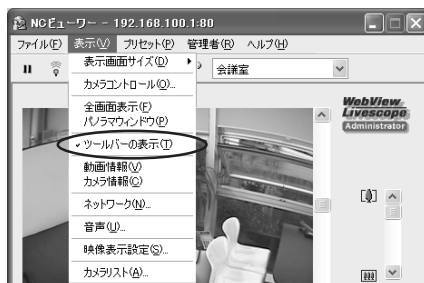 NCビューワー - 192.168.100.1:80
ファイル(F) 表示(V) プリセット(P) 管理者(R) ヘルプ(H)
表示画面サイズ(D)
会議室
カメラコントロール(O)...
全画面表示(F)
パノラマウィンドウ(P)
WebView
Livescope
Administrator
ツールバーの表示(T)
動画情報(V)
カメラ情報(C)
ネットワーク(N)...
音声(U)...
映像表示設定(S)...
カメラリスト(A)...